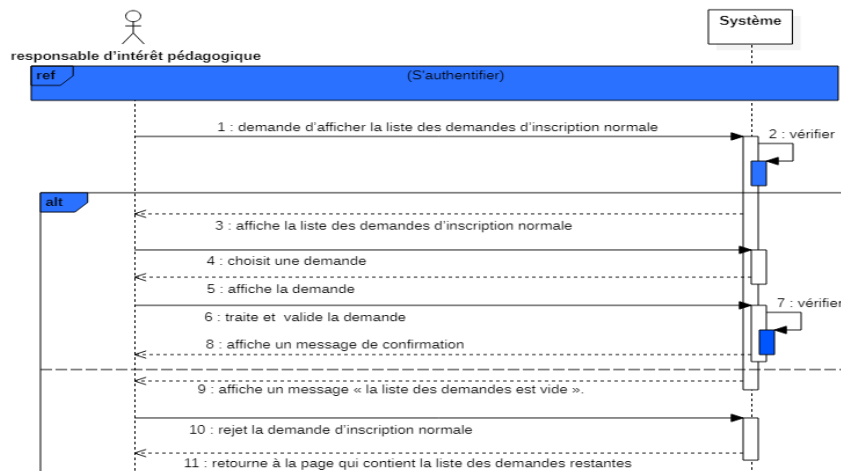 Système
responsable d'intérêt pédagogique
ref
(S'authentifier)
1 : demande d'afficher la liste des demandes d'inscription normale
2 : vérifier
alt
3 : affiche la liste des demandes d'inscription normale
4 : choisit une demande
5 : affiche la demande
7 : vérifier
6 : traite et valide la demande
8 : affiche un message de confirmation
9 : affiche un message « la liste des demandes est vide ».
10 : rejet la demande d'inscription normale
11 : retourne à la page qui contient la liste des demandes restantes